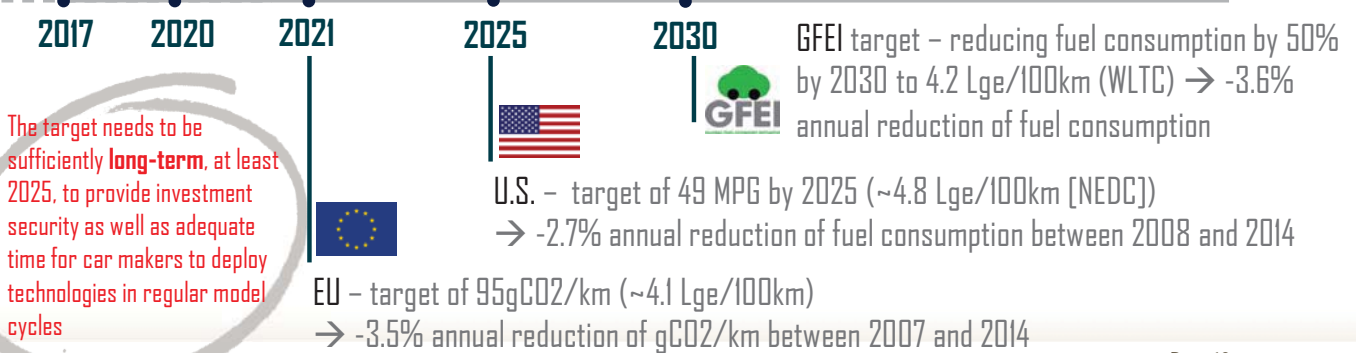 2017
2020
2021
2025
2030
GFEI target – reducing fuel consumption by 50%
by 2030 to 4.2 Lge/100km (WLTC) → -3.6%
annual reduction of fuel consumption
GFEI
The target needs to be
sufficiently long-term, at least
2025, to provide investment
security as well as adequate
time for car makers to deploy
technologies in regular model
cycles
U.S. – target of 49 MPG by 2025 (~4.8 Lge/100km [NEDC])
→ -2.7% annual reduction of fuel consumption between 2008 and 2014
EU – target of 95gCO2/km (~4.1 Lge/100km)
→ -3.5% annual reduction of gCO2/km between 2007 and 2014